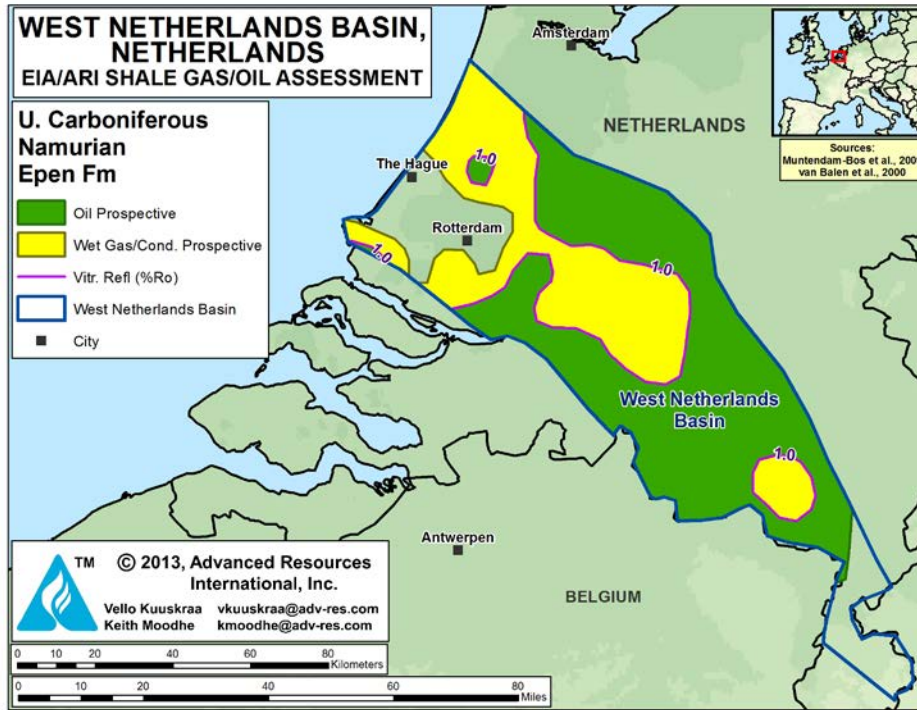 WEST NETHERLANDS BASIN,
NETHERLANDS
EIA/ARI SHALE GAS/OIL ASSESSMENT
U. Carboniferous
Namurian
Epen Fm
Oil Prospective
Wet Gas/Cond. Prospective
Vitr. Refl (%Ro)
West Netherlands Basin
City
Amsterdam
NETHERLANDS
Sources:
Muntendam-Bos et al., 200
van Balen et al., 2000
The Hague
1.0
Rotterdam
1.0
1.0
West Netherlands
Basin
1.0
Antwerpen
BELGIUM
TM
© 2013, Advanced Resources
International, Inc.
Vello Kuuskraa vkuuskraa@adv-res.com
Keith Moodhe kmoodhe@adv-res.com
0 10 20 40 60 80
Kilometers
0 10 20 40 60 80
Miles